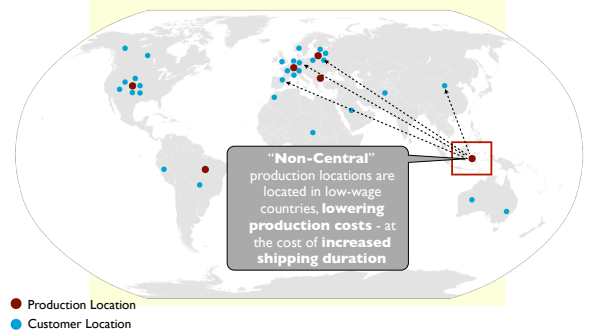 “Non-Central”
production locations are
located in low-wage
countries, lowering
production costs - at
the cost of increased
shipping duration
Production Location
Customer Location